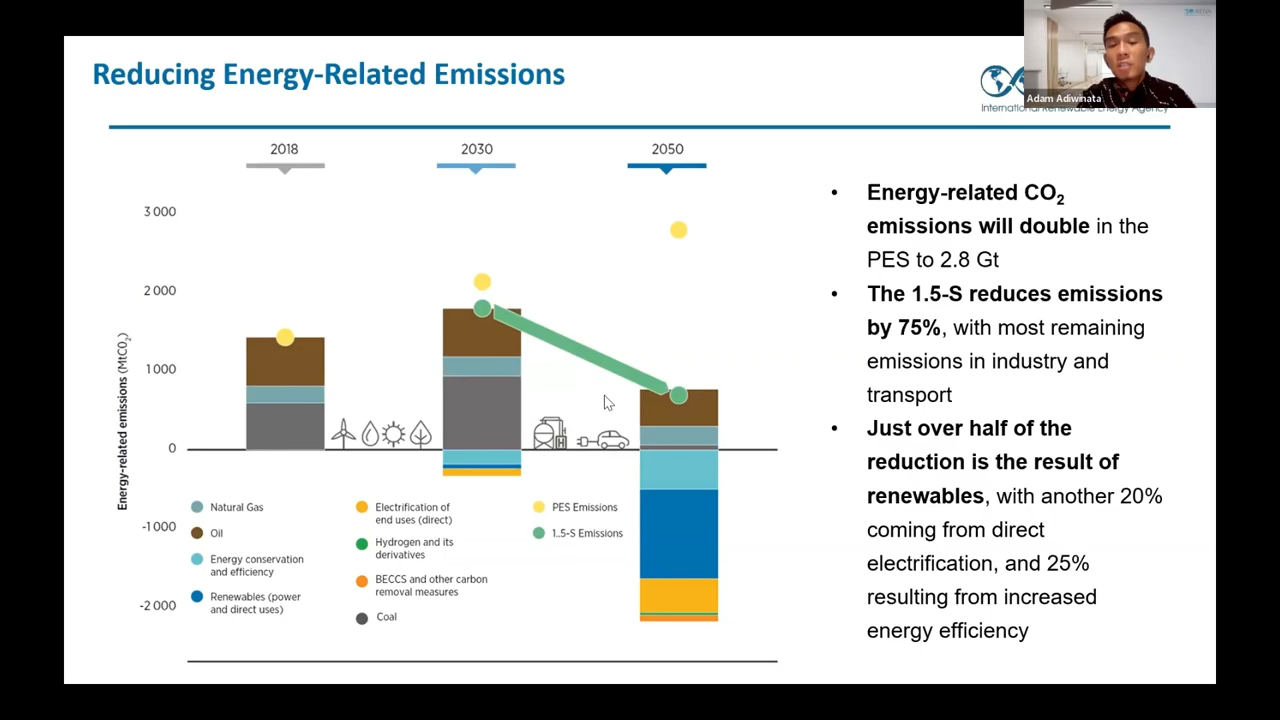 Reducing Energy-Related Emissions
Adam Adiwinata
International Renewable Energy Agency
2018
2030
2050
3 000
2 000
1 000
0
-1 000
-2 000
Energy-related emissions (MtCO₂)
Natural Gas
Oil
Energy conservation
and efficiency
Renewables (power
and direct uses)
Electrification of
end uses (direct)
Hydrogen and its
derivatives
BECCS and other carbon
removal measures
Coal
PES Emissions
1..5-S Emissions
H
• Energy-related CO₂
emissions will double in the
PES to 2.8 Gt
• The 1.5-S reduces emissions
by 75%, with most remaining
emissions in industry and
transport
• Just over half of the
reduction is the result of
renewables, with another 20%
coming from direct
electrification, and 25%
resulting from increased
energy efficiency